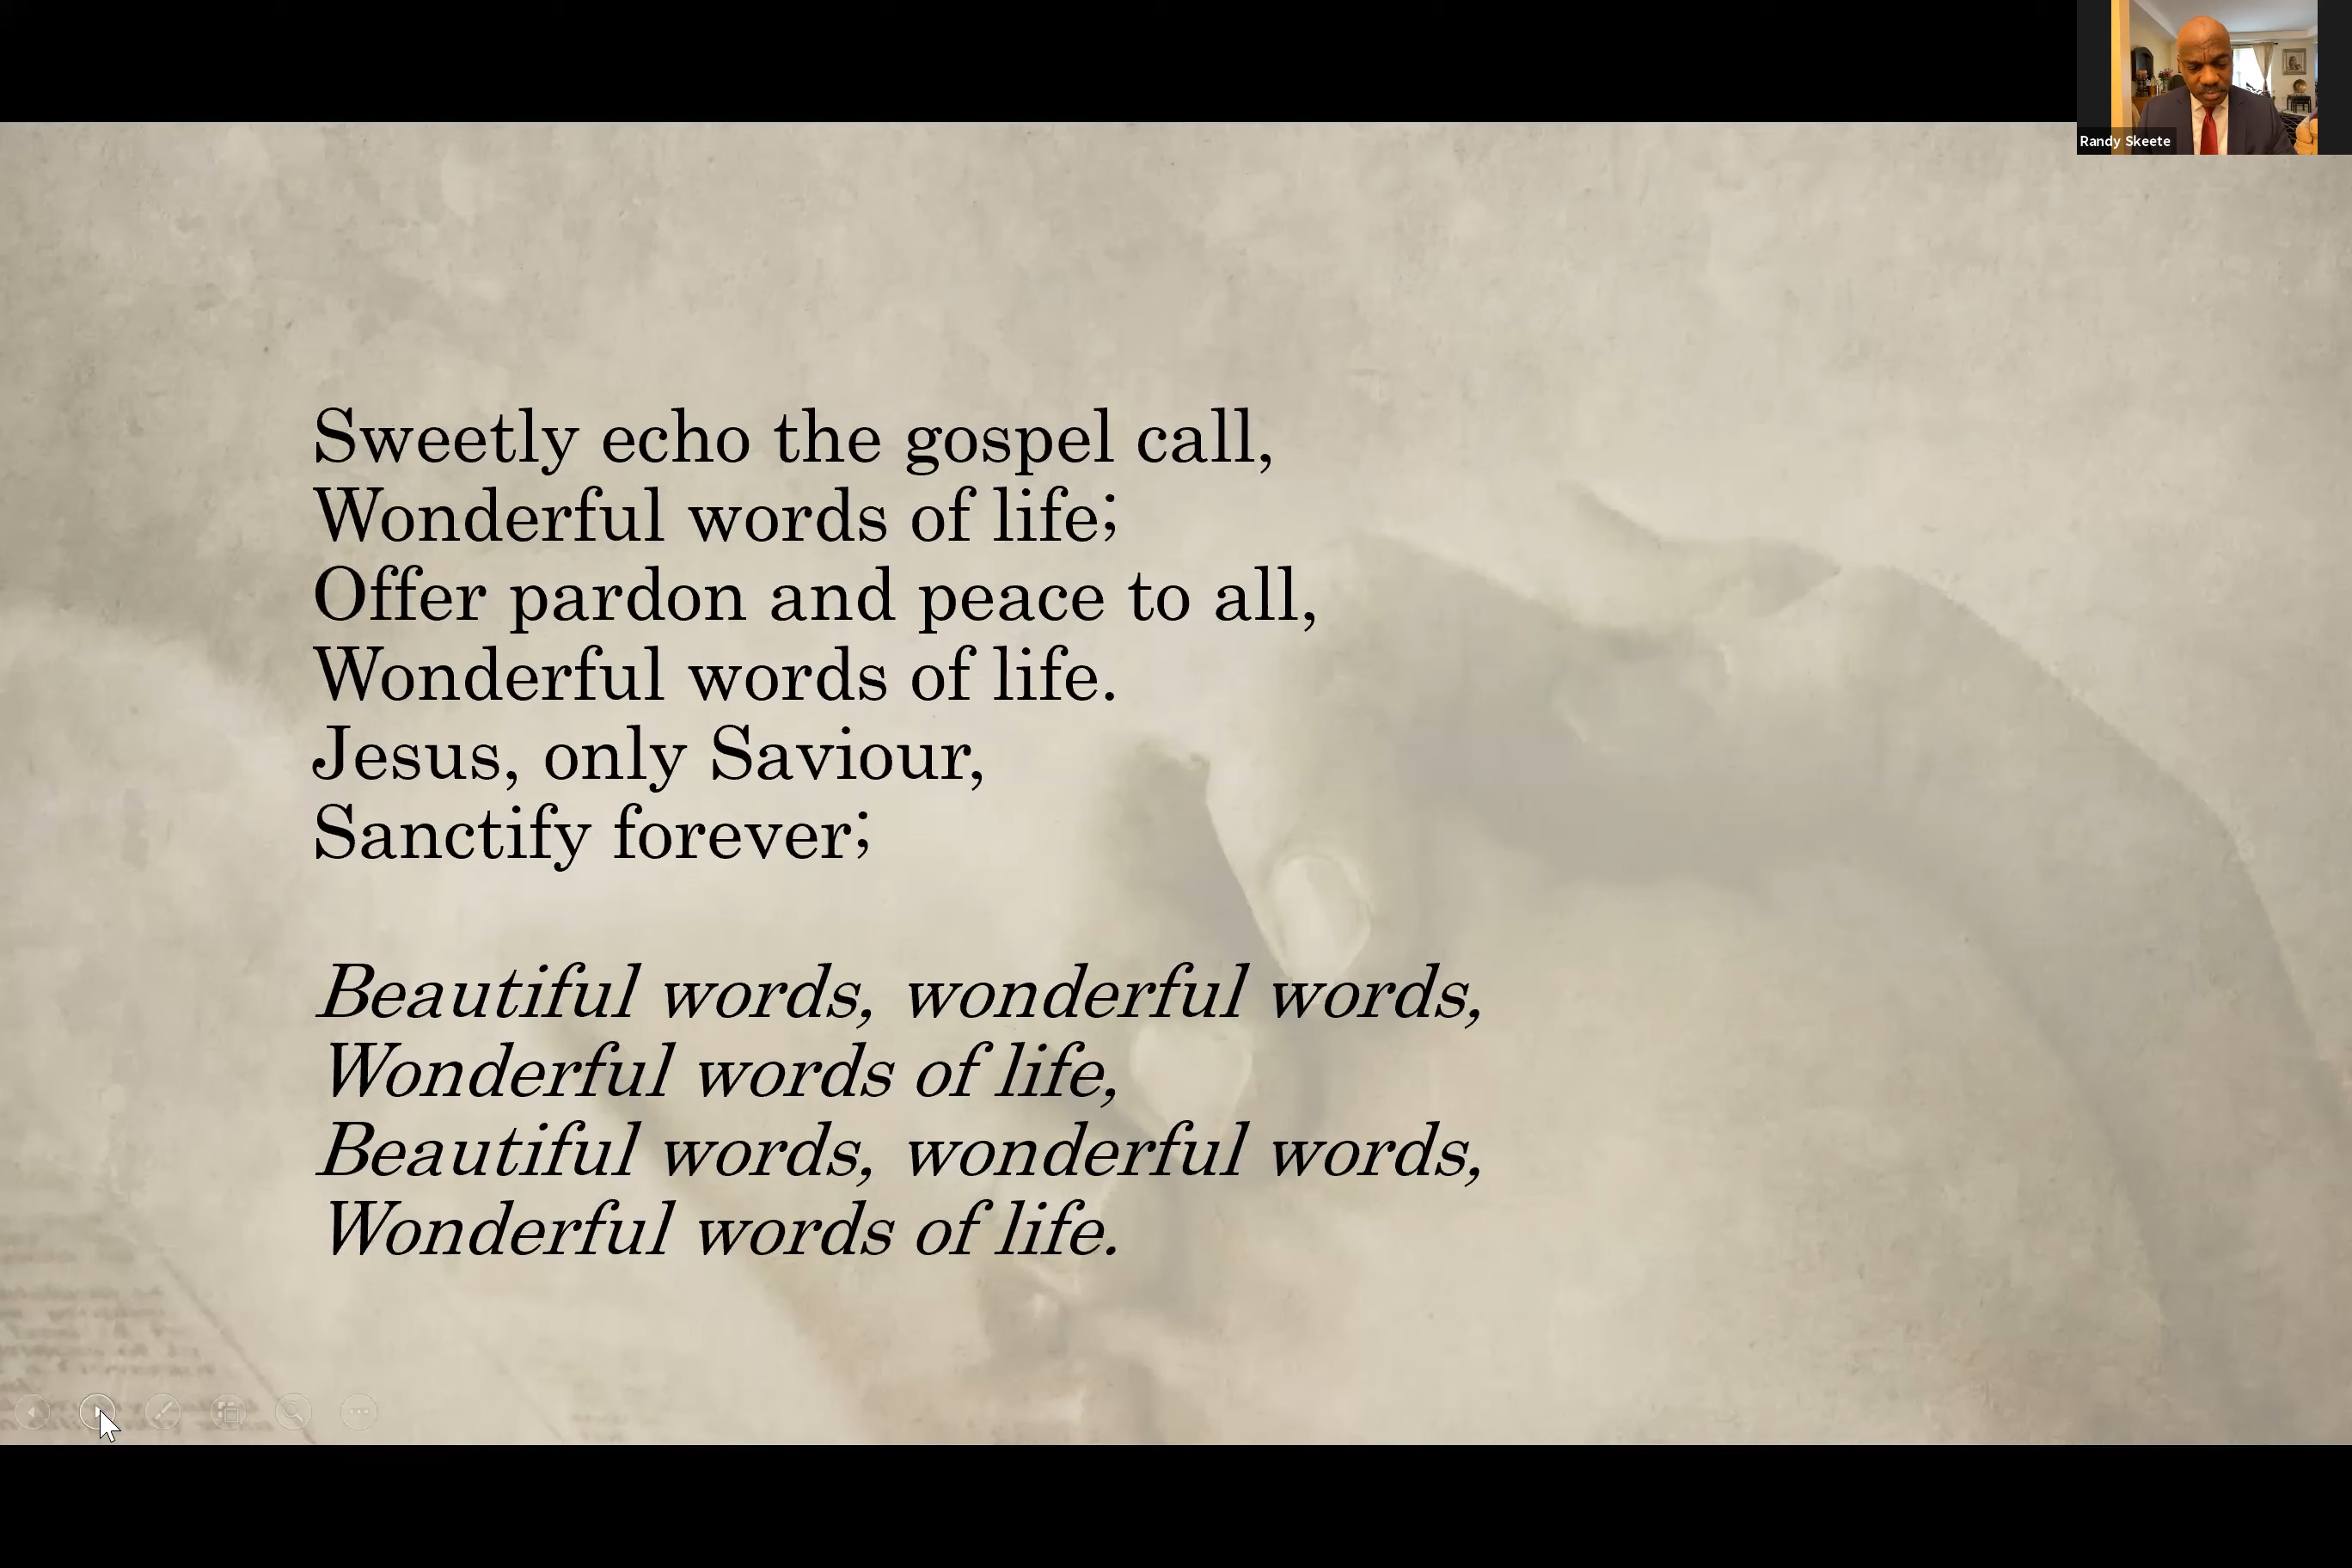 Randy Skeete
Sweetly echo the gospel call,
Wonderful words of life;
Offer pardon and peace to all,
Wonderful words of life.
Jesus, only Saviour,
Sanctify forever;
Beautiful words, wonderful words,
Wonderful words of life,
Beautiful words, wonderful words,
Wonderful words of life.